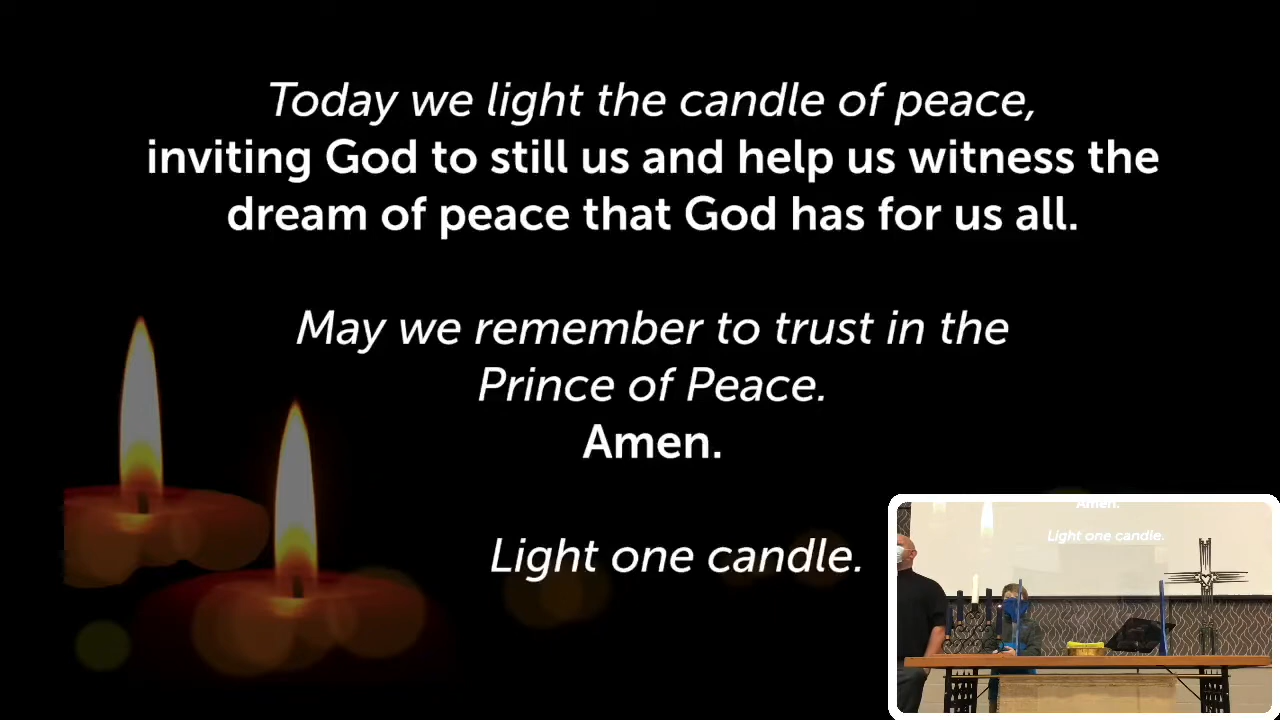 Today we light the candle of peace,
inviting God to still us and help us witness the
dream of peace that God has for us all.
May we remember to trust in the
Prince of Peace.
Amen.
Light one candle.
Amen.
Light one candle.